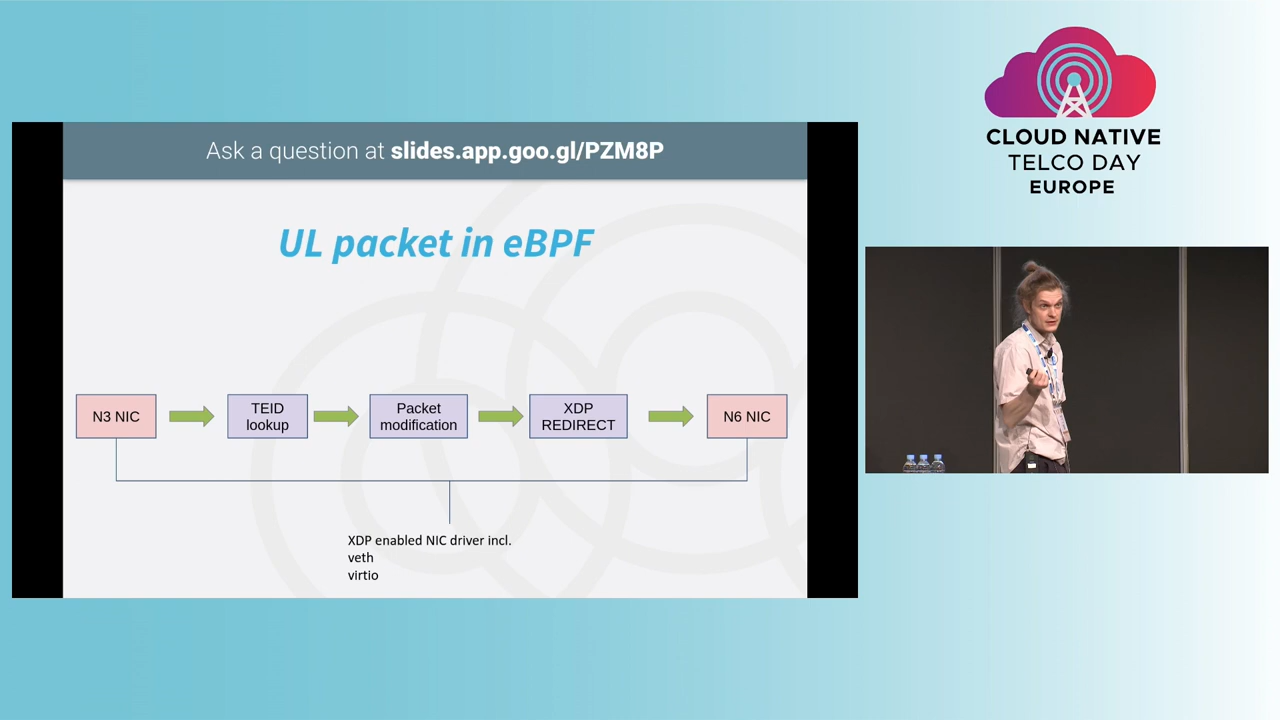 Ask a question at slides.app.goo.gl/PZM8P
UL packet in eBPF
N3 NIC
TEID
lookup
Packet
modification
XDP
REDIRECT
N6 NIC
XDP enabled NIC driver incl.
veth
virtio
CLOUD NATIVE
TELCO DAY
EUROPE